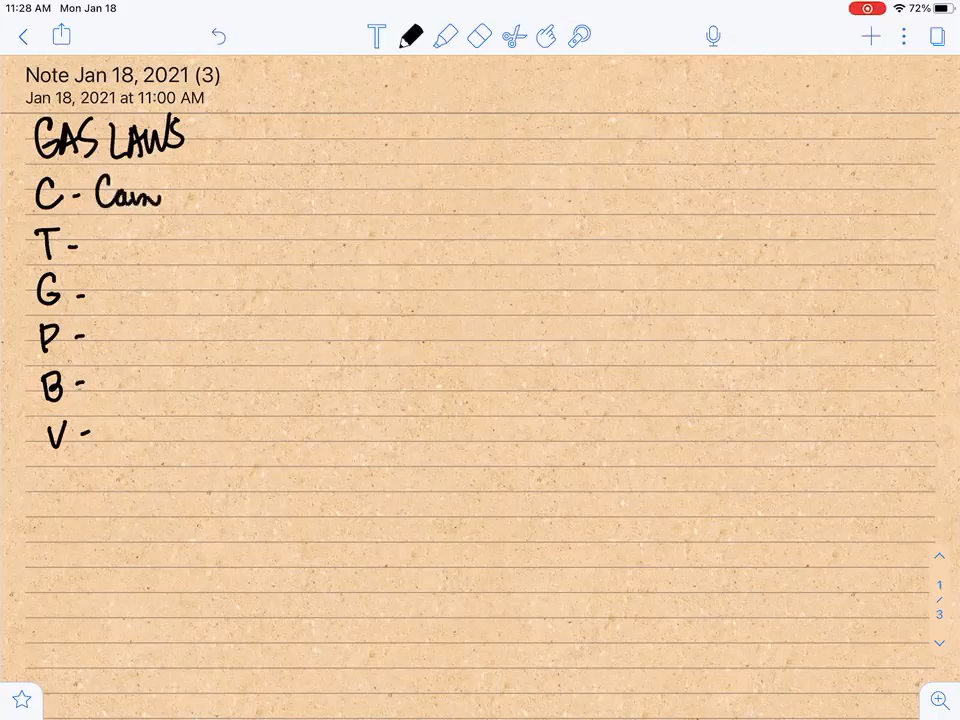 11:28 AM Mon Jan 18 72%
T
Note Jan 18, 2021 (3)
Jan 18, 2021 at 11:00 AM
GAS LAWS
C - Can
T -
G -
P -
B -
V -
1
/
3